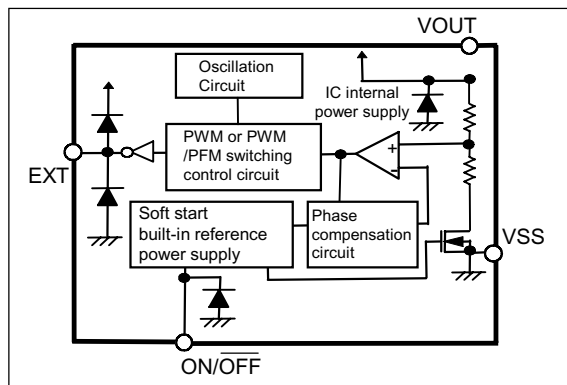 VOUT
Oscillation
Circuit
IC internal
power supply
PWM or PWM
/PFM switching
control circuit
+
-
EXT
Soft start
built-in reference
power supply
Phase
compensation
circuit
VSS
ON/OFF